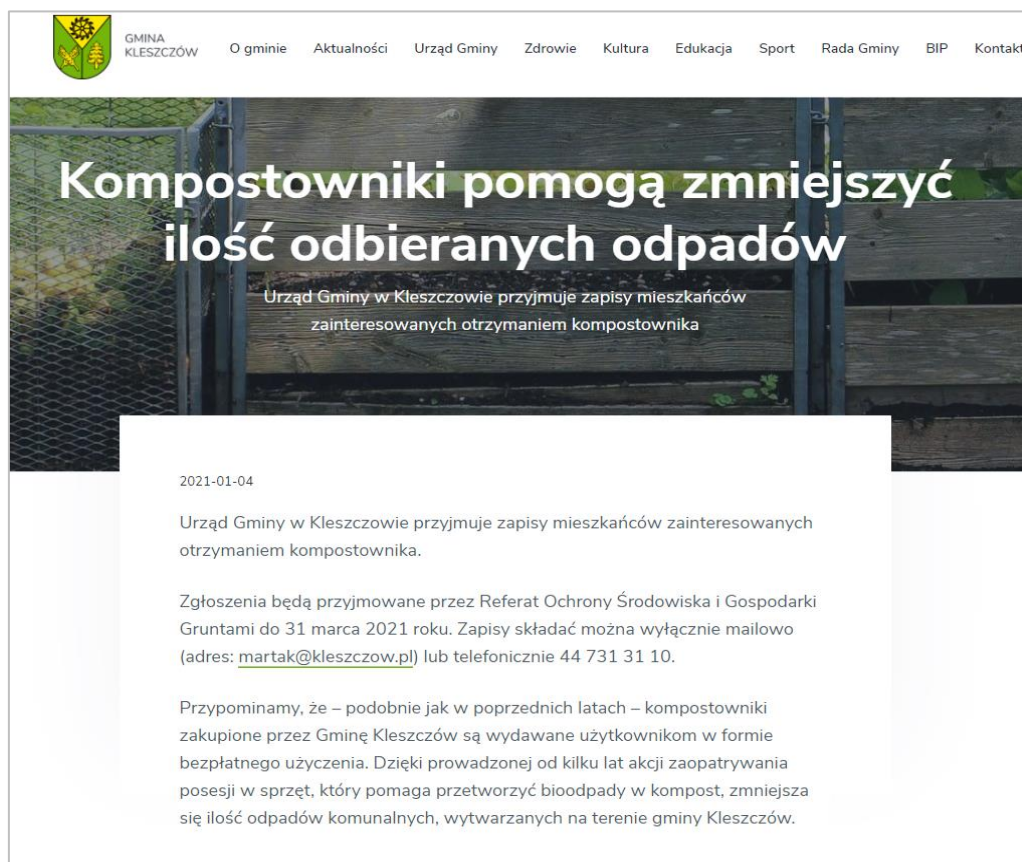 GMINA
KLESZCZÓW
O gminie Aktualności Urząd Gminy Zdrowie Kultura Edukacja Sport Rada Gminy BIP Kontakt
Kompostowniki pomogą zmniejszyć
ilość odbieranych odpadów
Urząd Gminy w Kleszczowie przyjmuje zapisy mieszkańców
zainteresowanych otrzymaniem kompostownika
2021-01-04
Urząd Gminy w Kleszczowie przyjmuje zapisy mieszkańców zainteresowanych
otrzymaniem kompostownika.
Zgłoszenia będą przyjmowane przez Referat Ochrony Środowiska i Gospodarki
Gruntami do 31 marca 2021 roku. Zapisy składać można wyłącznie mailowo
(adres: martak@kleszczow.pl) lub telefonicznie 44 731 31 10.
Przypominamy, że – podobnie jak w poprzednich latach – kompostowniki
zakupione przez Gminę Kleszczów są wydawane użytkownikom w formie
bezpłatnego użyczenia. Dzięki prowadzonej od kilku lat akcji zaopatrywania
posesji w sprzęt, który pomaga przetworzyć bioodpady w kompost, zmniejsza
się ilość odpadów komunalnych, wytwarzanych na terenie gminy Kleszczów.